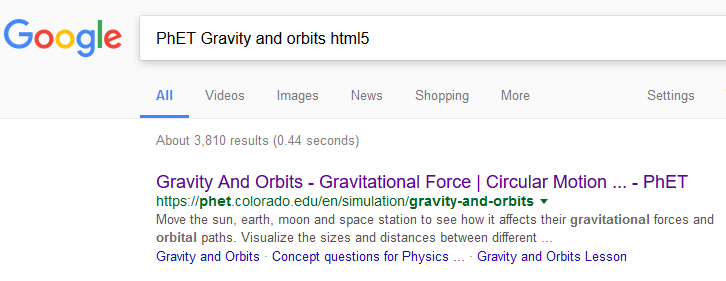 Google
PhET Gravity and orbits html5
All Videos Images News Shopping More Settings
About 3,810 results (0.44 seconds)
Gravity And Orbits - Gravitational Force | Circular Motion ... - PhET
https://phet.colorado.edu/en/simulation/gravity-and-orbits
Move the sun, earth, moon and space station to see how it affects their gravitational forces and
orbital paths. Visualize the sizes and distances between different ...
Gravity and Orbits · Concept questions for Physics ... · Gravity and Orbits Lesson